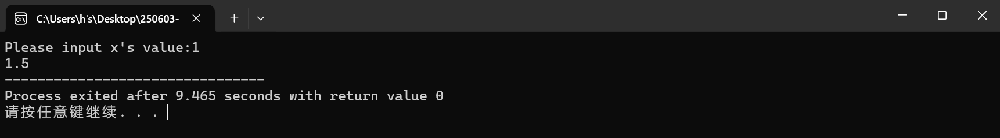 C:\Users\h's\Desktop\250603-
Please input x's value:1
1.5
--------------------------------
Process exited after 9.465 seconds with return value 0
请按任意键继续. . .